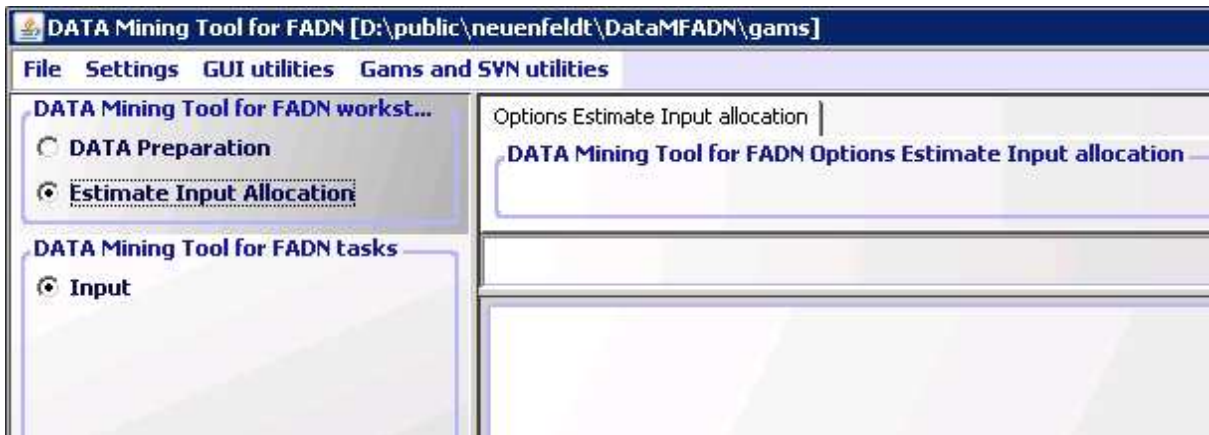 DATA Mining Tool for FADN [D:\public\neuenfeldt\DataMFADN\gams]
File Settings GUI utilities Gams and SVN utilities
DATA Mining Tool for FADN workst...
DATA Preparation
Estimate Input Allocation
DATA Mining Tool for FADN tasks
Input
Options Estimate Input allocation
DATA Mining Tool for FADN Options Estimate Input allocation